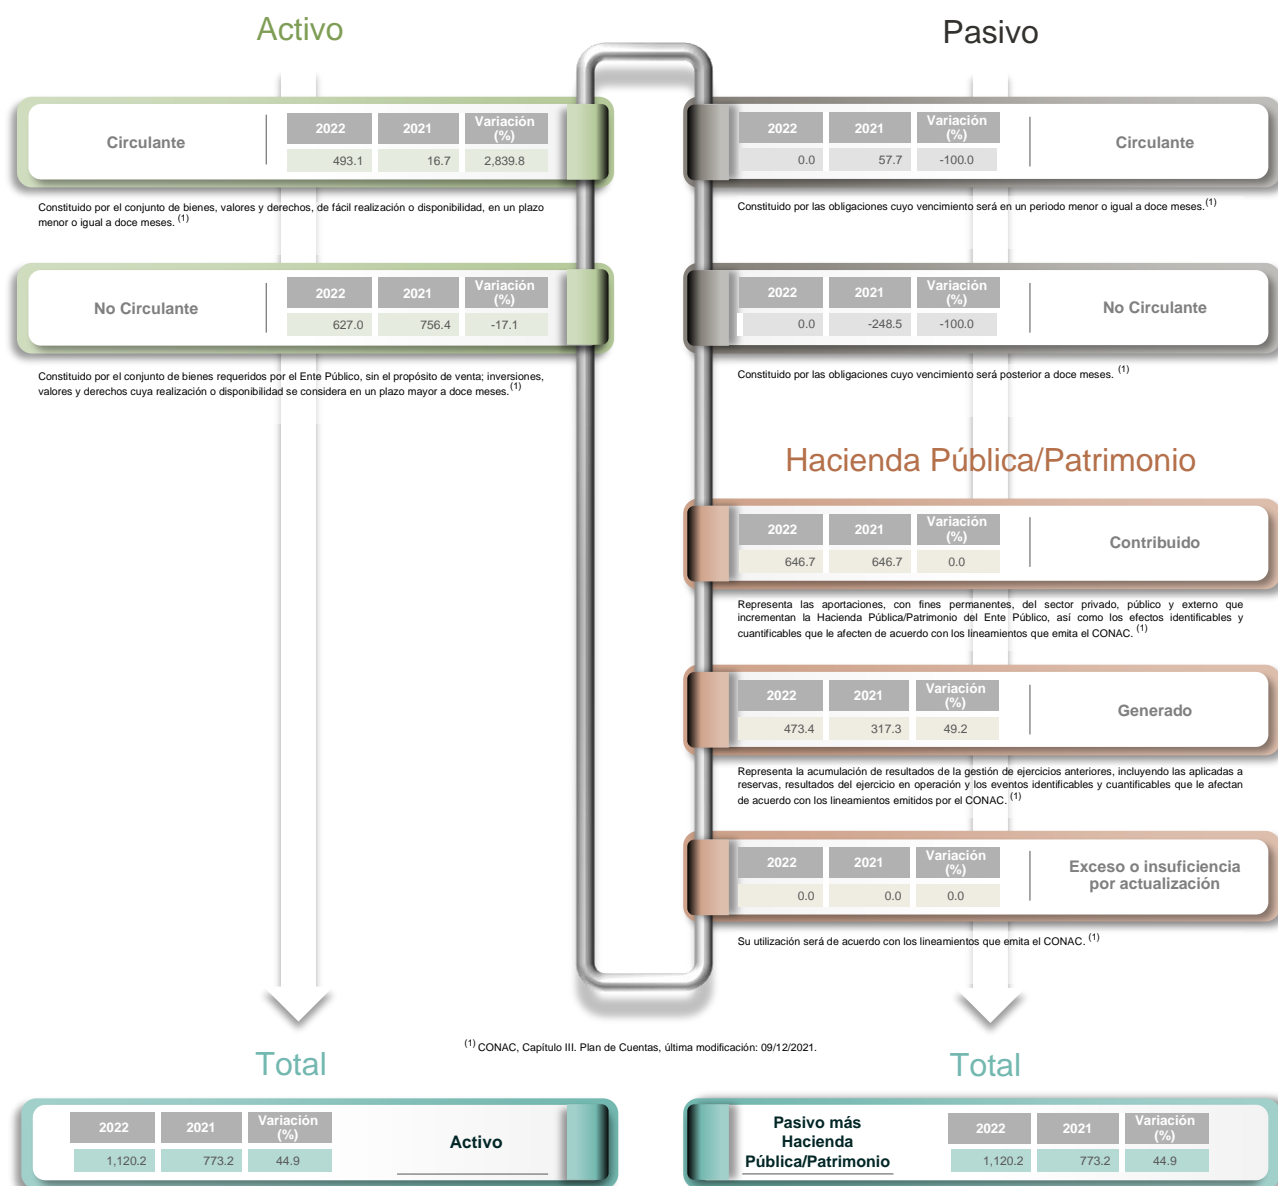 Activo
Circulante
2022 2021 Variación (%)
493.1 16.7 2,839.8
Constituido por el conjunto de bienes, valores y derechos, de fácil realización o disponibilidad, en un plazo
menor o igual a doce meses. (1)
No Circulante
2022 2021 Variación (%)
627.0 756.4 -17.1
Constituido por el conjunto de bienes requeridos por el Ente Público, sin el propósito de venta; inversiones,
valores y derechos cuya realización o disponibilidad se considera en un plazo mayor a doce meses. (1)
Pasivo
2022 2021 Variación (%)
0.0 57.7 -100.0
Circulante
Constituido por las obligaciones cuyo vencimiento será en un periodo menor o igual a doce meses. (1)
2022 2021 Variación (%)
0.0 -248.5 -100.0
No Circulante
Constituido por las obligaciones cuyo vencimiento será posterior a doce meses. (1)
Hacienda Pública/Patrimonio
2022 2021 Variación (%)
646.7 646.7 0.0
Contribuido
Representa las aportaciones, con fines permanentes, del sector privado, público y externo que
incrementan la Hacienda Pública/Patrimonio del Ente Público, así como los efectos identificables y
cuantificables que le afecten de acuerdo con los lineamientos que emita el CONAC. (1)
2022 2021 Variación (%)
473.4 317.3 49.2
Generado
Representa la acumulación de resultados de la gestión de ejercicios anteriores, incluyendo las aplicadas a
reservas, resultados del ejercicio en operación y los eventos identificables y cuantificables que le afectan
de acuerdo con los lineamientos emitidos por el CONAC. (1)
2022 2021 Variación (%)
0.0 0.0 0.0
Exceso o insuficiencia
por actualización
Su utilización será de acuerdo con los lineamientos que emita el CONAC. (1)
(1) CONAC, Capítulo III. Plan de Cuentas, última modificación: 09/12/2021.
Total
2022 2021 Variación (%)
1,120.2 773.2 44.9
Activo
Total
Pasivo más
Hacienda
Pública/Patrimonio
2022 2021 Variación (%)
1,120.2 773.2 44.9